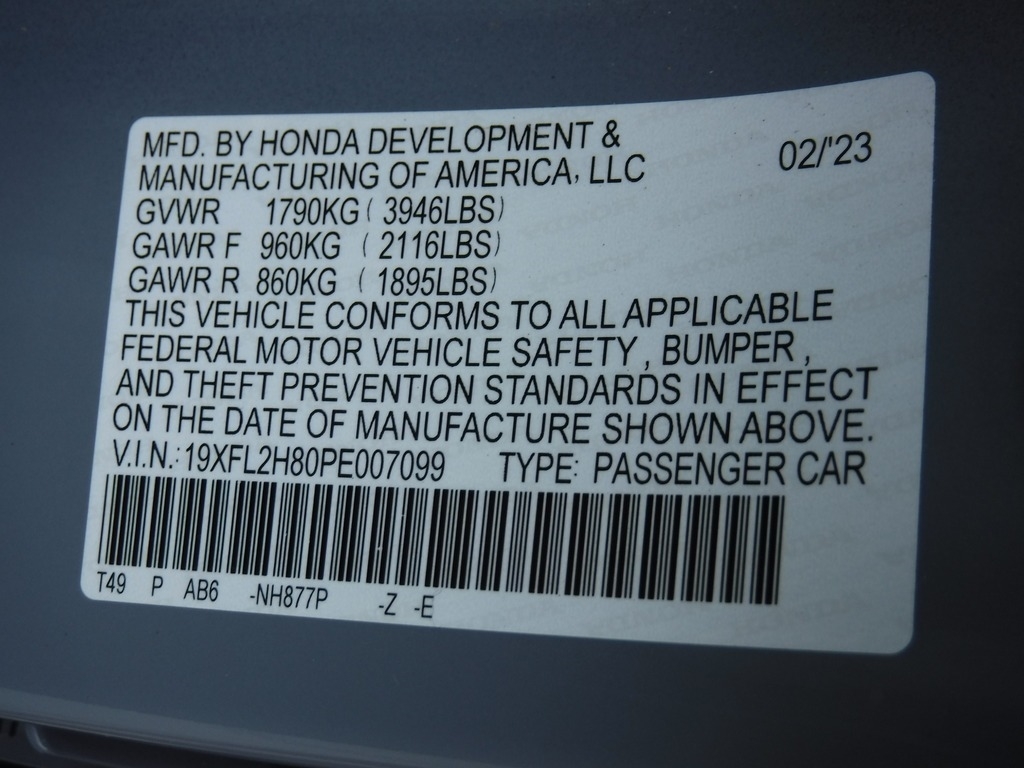 MFD. BY HONDA DEVELOPMENT &
MANUFACTURING OF AMERICA, LLC 02/'23
GVWR 1790KG ( 3946LBS)
GAWR F 960KG ( 2116LBS)
GAWR R 860KG ( 1895LBS)
THIS VEHICLE CONFORMS TO ALL APPLICABLE
FEDERAL MOTOR VEHICLE SAFETY , BUMPER ,
AND THEFT PREVENTION STANDARDS IN EFFECT
ON THE DATE OF MANUFACTURE SHOWN ABOVE.
V.I.N.: 19XFL2H80PE007099 TYPE: PASSENGER CAR
T49 P AB6 -NH877P -Z -E